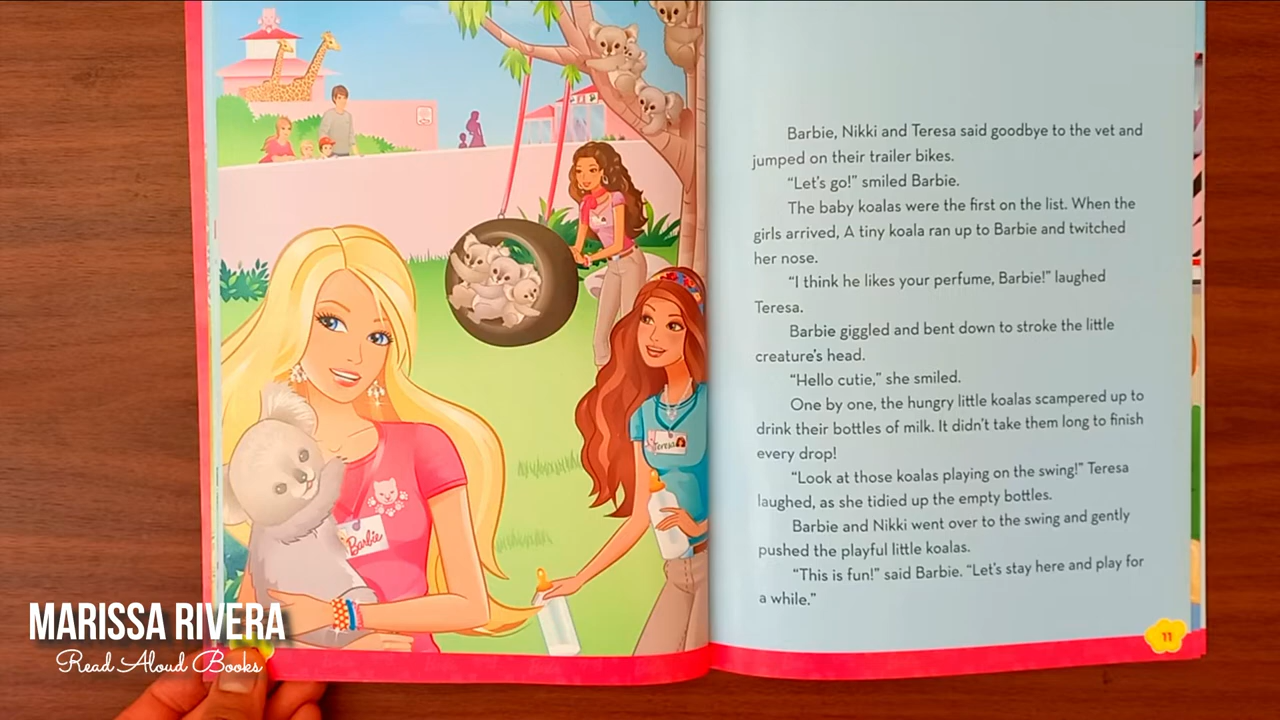 Barbie, Nikki and Teresa said goodbye to the vet and
jumped on their trailer bikes.
“Let's go!” smiled Barbie.
The baby koalas were the first on the list. When the
girls arrived, A tiny koala ran up to Barbie and twitched
her nose.
“I think he likes your perfume, Barbie!” laughed
Teresa.
Barbie giggled and bent down to stroke the little
creature's head.
“Hello cutie,” she smiled.
One by one, the hungry little koalas scampered up to
drink their bottles of milk. It didn't take them long to finish
every drop!
“Look at those koalas playing on the swing!” Teresa
laughed, as she tidied up the empty bottles.
Barbie and Nikki went over to the swing and gently
pushed the playful little koalas.
“This is fun!” said Barbie. “Let's stay here and play for
a while.”
11
Teresa
Barbie
MARISSA RIVERA
Read Aloud Books